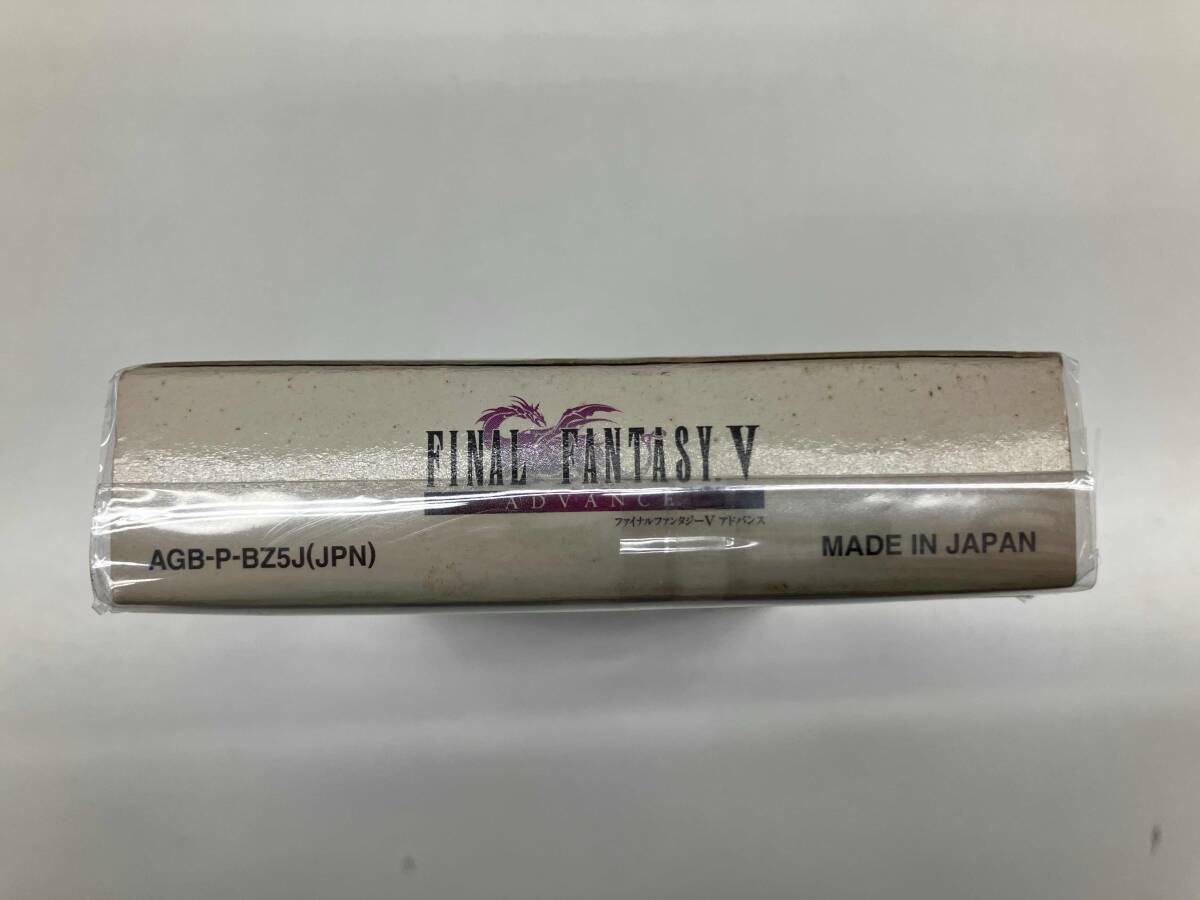 FINAL FANTASY V
ADVANCE
ファイナルファンタジーV アドバンス
AGB-P-BZ5J(JPN)
MADE IN JAPAN